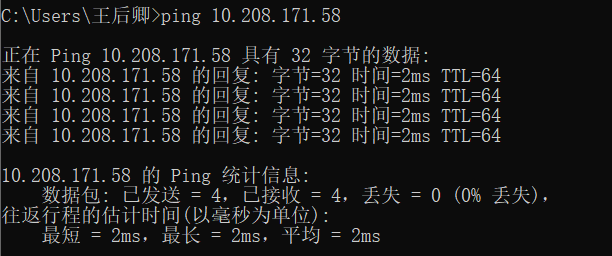 C:\Users\王后卿>ping 10.208.171.58
正在 Ping 10.208.171.58 具有 32 字节的数据:
来自 10.208.171.58 的回复: 字节=32 时间=2ms TTL=64
来自 10.208.171.58 的回复: 字节=32 时间=2ms TTL=64
来自 10.208.171.58 的回复: 字节=32 时间=2ms TTL=64
来自 10.208.171.58 的回复: 字节=32 时间=2ms TTL=64
10.208.171.58 的 Ping 统计信息:
数据包: 已发送 = 4，已接收 = 4，丢失 = 0 (0% 丢失)，
往返行程的估计时间(以毫秒为单位):
最短 = 2ms，最长 = 2ms，平均 = 2ms